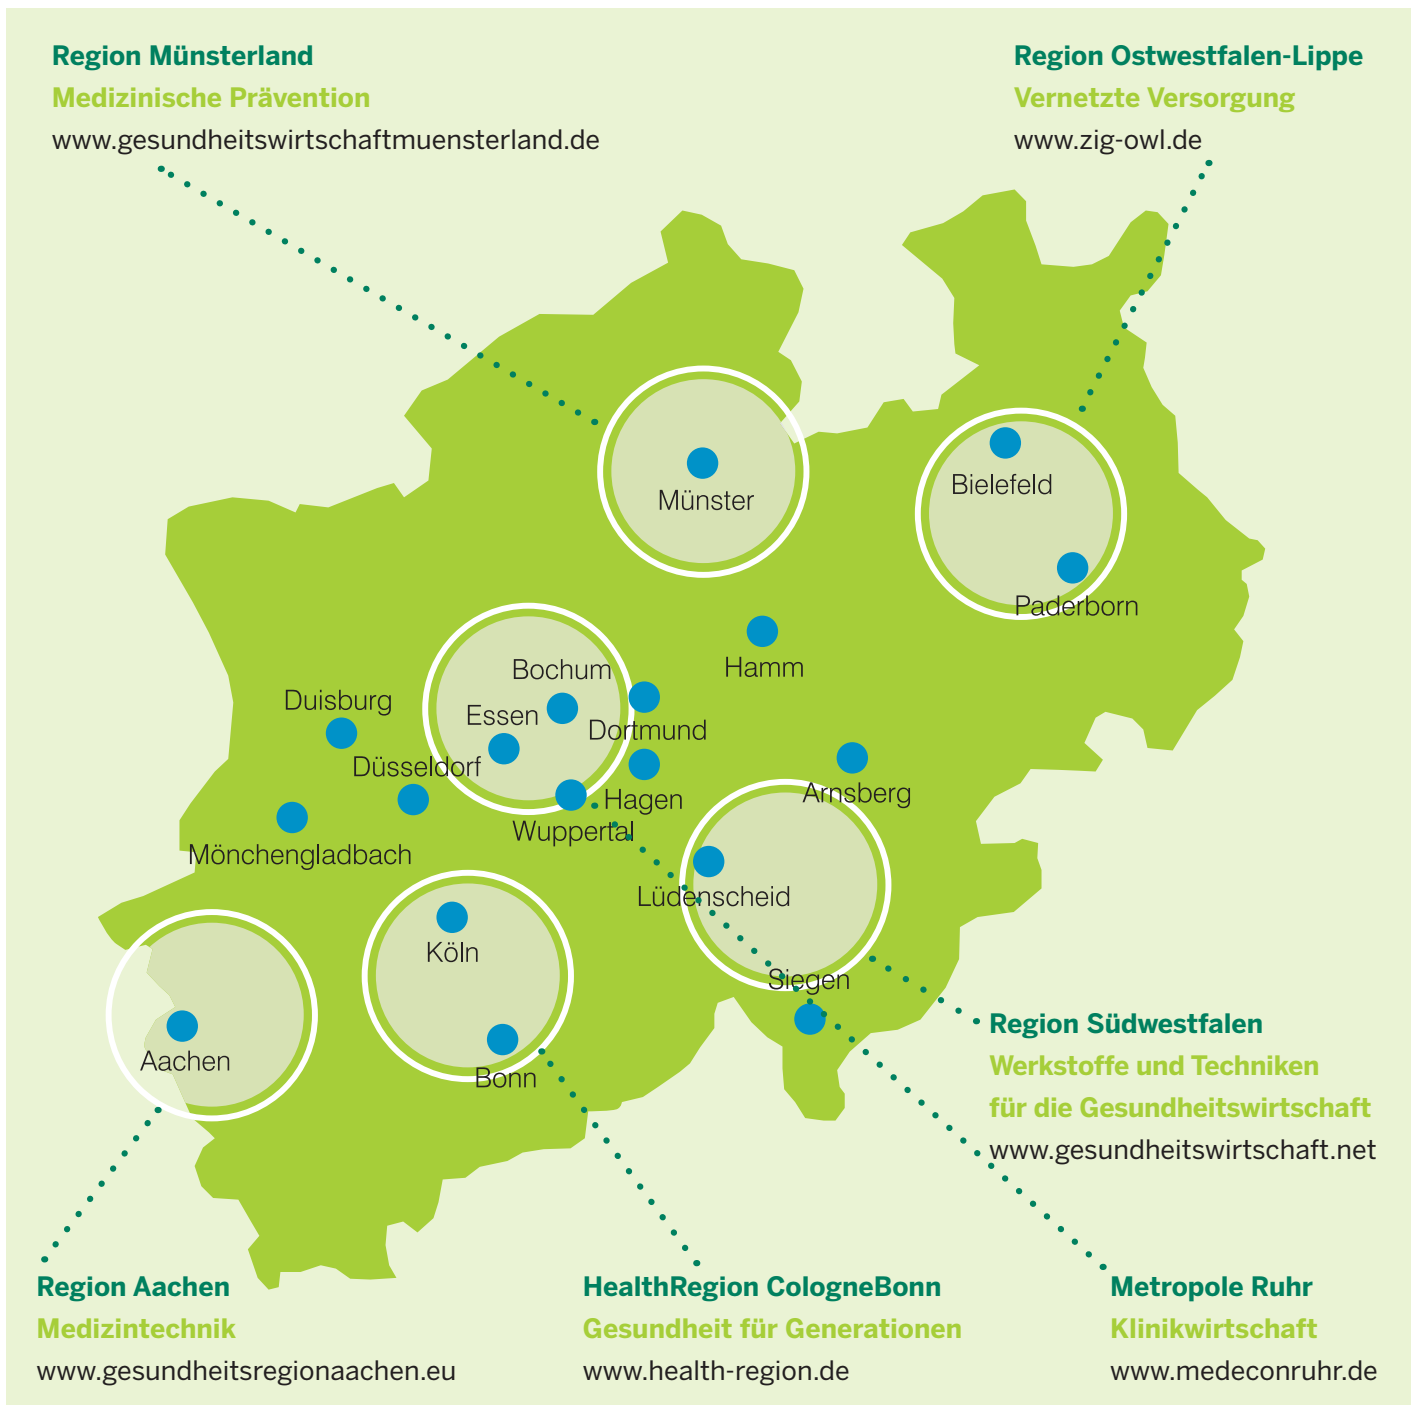 Region Münsterland
Medizinische Prävention
www.gesundheitswirtschaftmuensterland.de
Region Ostwestfalen-Lippe
Vernetzte Versorgung
www.zig-owl.de
Münster
Bielefeld
Paderborn
Hamm
Bochum
Duisburg
Essen
Dortmund
Düsseldorf
Arnsberg
Hagen
Wuppertal
Mönchengladbach
Lüdenscheid
Köln
Siegen
Aachen
Bonn
Region Südwestfalen
Werkstoffe und Techniken
für die Gesundheitswirtschaft
www.gesundheitswirtschaft.net
Region Aachen
Medizintechnik
www.gesundheitsregionaachen.eu
HealthRegion CologneBonn
Gesundheit für Generationen
www.health-region.de
Metropole Ruhr
Klinikwirtschaft
www.medeconruhr.de